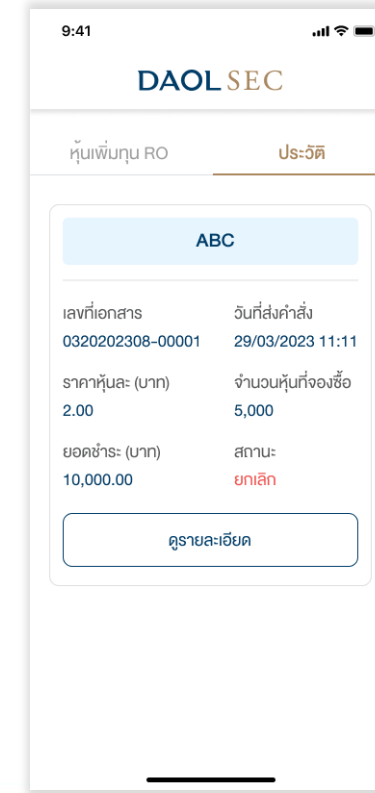 9:41
DAOL SEC
หุ้นเพิ่มทุน RO ประวัติ
ABC
เลขที่เอกสาร วันที่ส่งคำสั่ง
0320202308-00001 29/03/2023 11:11
ราคาหุ้นละ (บาท) จำนวนหุ้นที่จองซื้อ
2.00 5,000
ยอดชำระ (บาท) สถานะ
10,000.00 ยกเลิก
ดูรายละเอียด